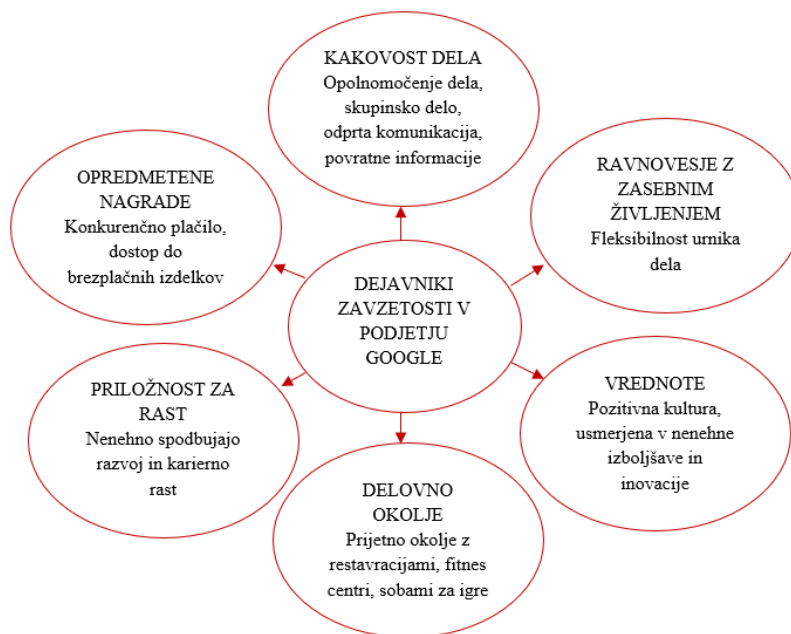 KAKOVOST DELA
Opolnomočenje dela,
skupinsko delo,
odprta komunikacija,
povratne informacije
OPREDMETENE
NAGRADE
Konkurenčno plačilo,
dostop do
brezplačnih izdelkov
RAVNOVESJE Z
ZASEBNIM
ŽIVLJENJEM
Fleksibilnost urnika
dela
DEJAVNIKI
ZAVZETOSTI V
PODJETJU
GOOGLE
PRILOŽNOST ZA
RAST
Nenehno spodbujajo
razvoj in karierno
rast
VREDNOTE
Pozitivna kultura,
usmerjena v nenehne
izboljšave in
inovacije
DELOVNO
OKOLJE
Prijetno okolje z
restavracijami, fitnes
centri, sobami za igre